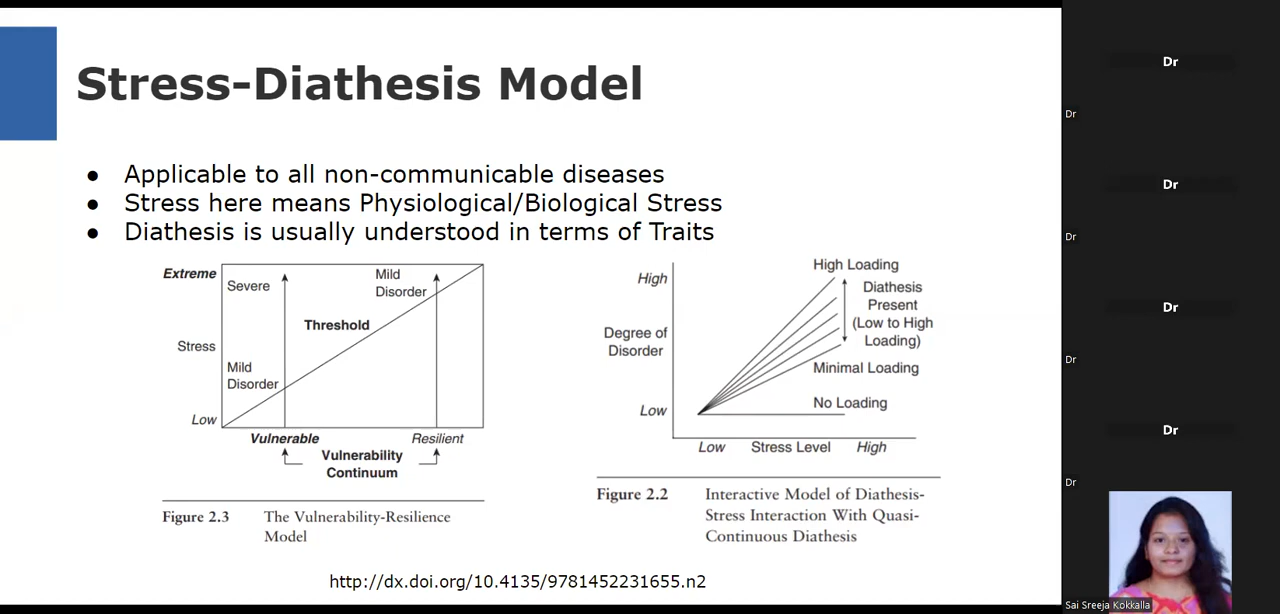 Stress-Diathesis Model
● Applicable to all non-communicable diseases
● Stress here means Physiological/Biological Stress
● Diathesis is usually understood in terms of Traits
Extreme
Severe
Mild
Disorder
Threshold
Stress
Mild
Disorder
Low
Vulnerable
Resilient
Vulnerability
Continuum
Figure 2.3 The Vulnerability-Resilience
Model
High Loading
High
Diathesis
Present
(Low to High
Loading)
Degree of
Disorder
Minimal Loading
No Loading
Low
Low Stress Level High
Figure 2.2 Interactive Model of Diathesis-
Stress Interaction With Quasi-
Continuous Diathesis
http://dx.doi.org/10.4135/9781452231655.n2
Dr
Dr
Dr
Dr
Dr
Dr
Dr
Dr
Sai Sreeja Kokkalla